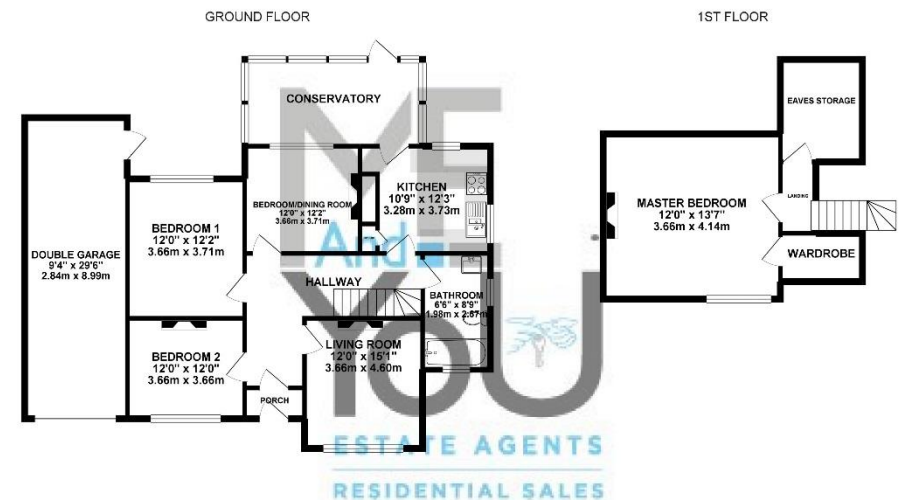 GROUND FLOOR
1ST FLOOR
CONSERVATORY
EAVES STORAGE
KITCHEN
10'9" x 12'3"
3.28m x 3.73m
BEDROOM/DINING ROOM
12'0" x 12'2"
3.66m x 3.71m
BEDROOM 1
12'0" x 12'2"
3.66m x 3.71m
DOUBLE GARAGE
9'4" x 29'6"
2.84m x 8.99m
HALLWAY
BATHROOM
6'6" x 8'9"
1.98m x 2.67m
BEDROOM 2
12'0" x 12'0"
3.66m x 3.66m
LIVING ROOM
12'0" x 15'1"
3.66m x 4.60m
PORCH
MASTER BEDROOM
12'0" x 13'7"
3.66m x 4.14m
LANDING
WARDROBE
ME
And
YOU
ESTATE AGENTS
RESIDENTIAL SALES